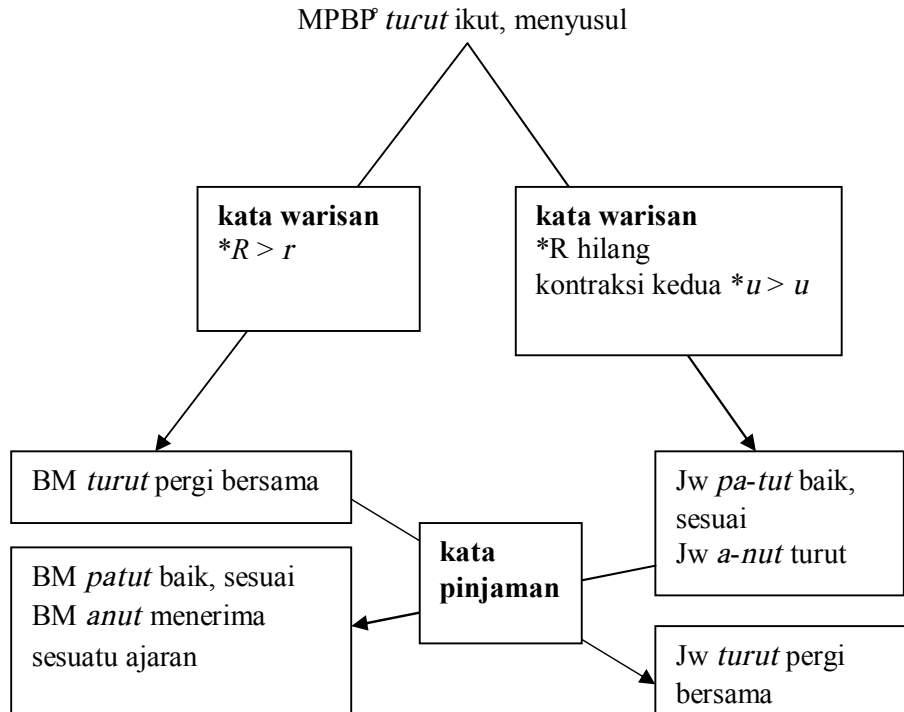 MPBP° turut ikut, menyusul
kata warisan
*R > r
kata warisan
*R hilang
kontraksi kedua *u > u
BM turut pergi bersama
BM patut baik, sesuai
BM anut menerima
sesuatu ajaran
kata
pinjaman
Jw pa-tut baik,
sesuai
Jw a-nut turut
Jw turut pergi
bersama